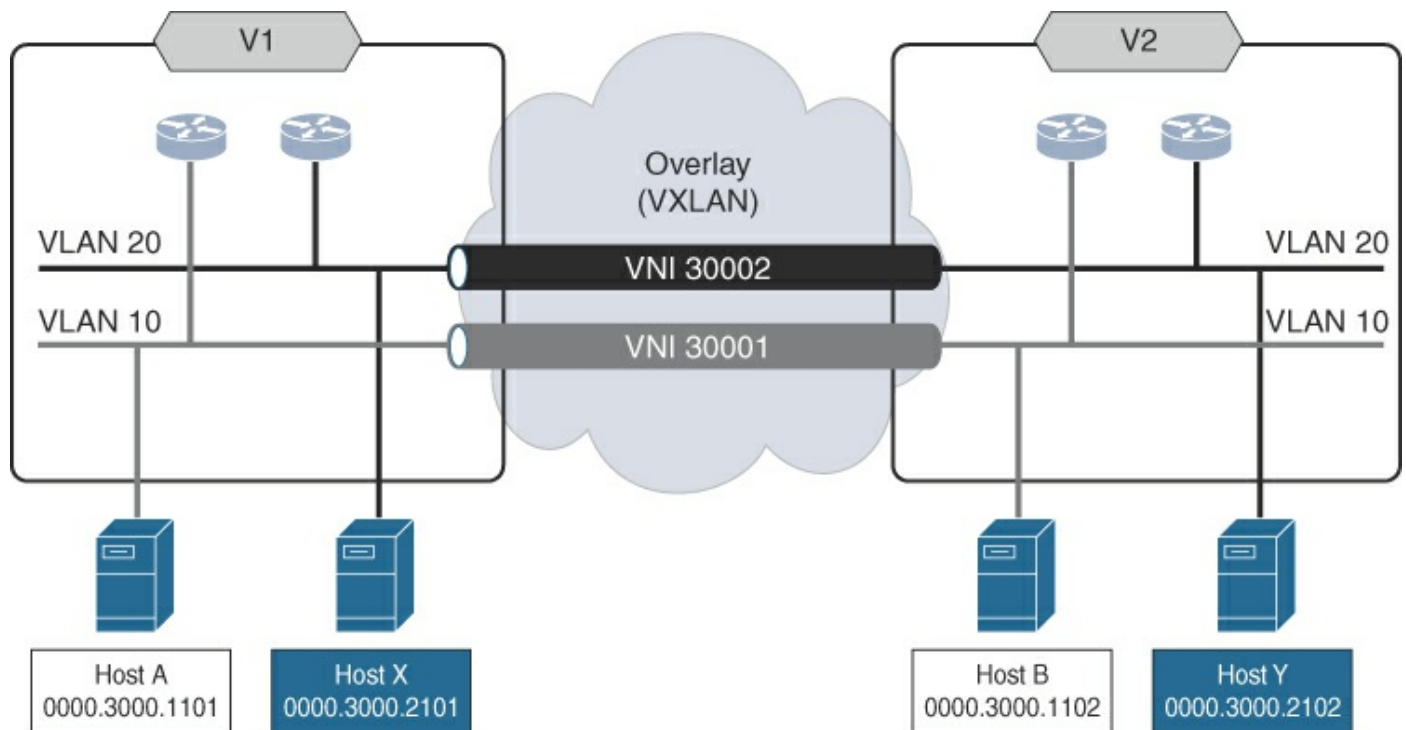 V1
V2
Overlay
(VXLAN)
VLAN 20
VNI 30002
VLAN 20
VLAN 10
VNI 30001
VLAN 10
Host A
0000.3000.1101
Host X
0000.3000.2101
Host B
0000.3000.1102
Host Y
0000.3000.2102